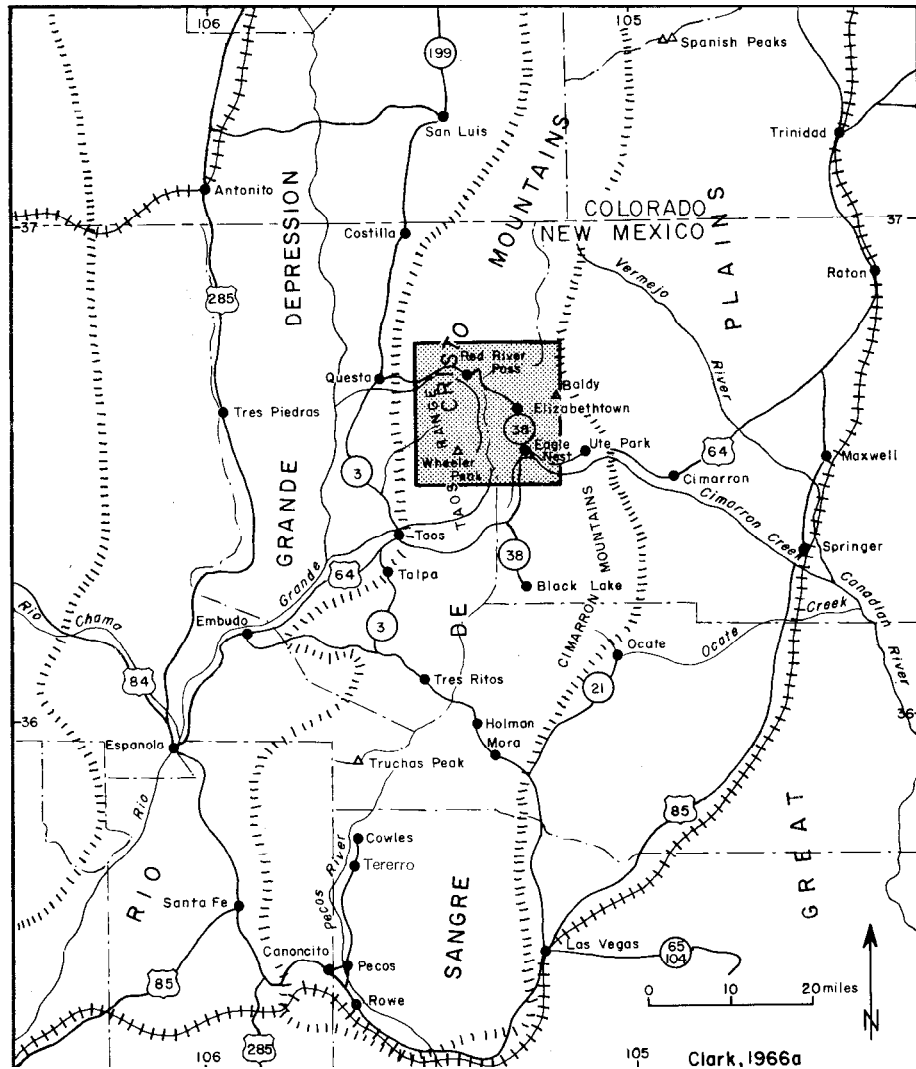 106
105
199
Spanish Peaks
San Luis
Trinidad
Antonito
MOUNTAINS
DEPRESSION
PLAINS
COLORADO
37
37
Costilla
NEW MEXICO
Vermejo
River
Raton
285
CRISTO
Red River
Pass
Questa
Baldy
Elizabethtown
Tres Piedras
TAOS RANGE
38
Eagle
Nest
Ute Park
64
Wheeler
Peak
3
Cimarron
Maxwell
Cimarron Creek
GRANDE
Taos
Springer
Grande
64
38
Talpa
Black Lake
CIMARRON MOUNTAINS
Canadian
River
Rio
Chama
Embudo
3
DE
Ocate
Ocate
Creek
84
Tres Ritos
21
36
36
Holman
Espanola
Mora
Truchas Peak
Rio
85
Cowles
Pecos River
Tererro
GREAT
RIO
Santa Fe
SANGRE
Canoncito
Pecos
Las Vegas
65
104
85
Rowe
0 10 20 miles
N
285
106
105
Clark, 1966a